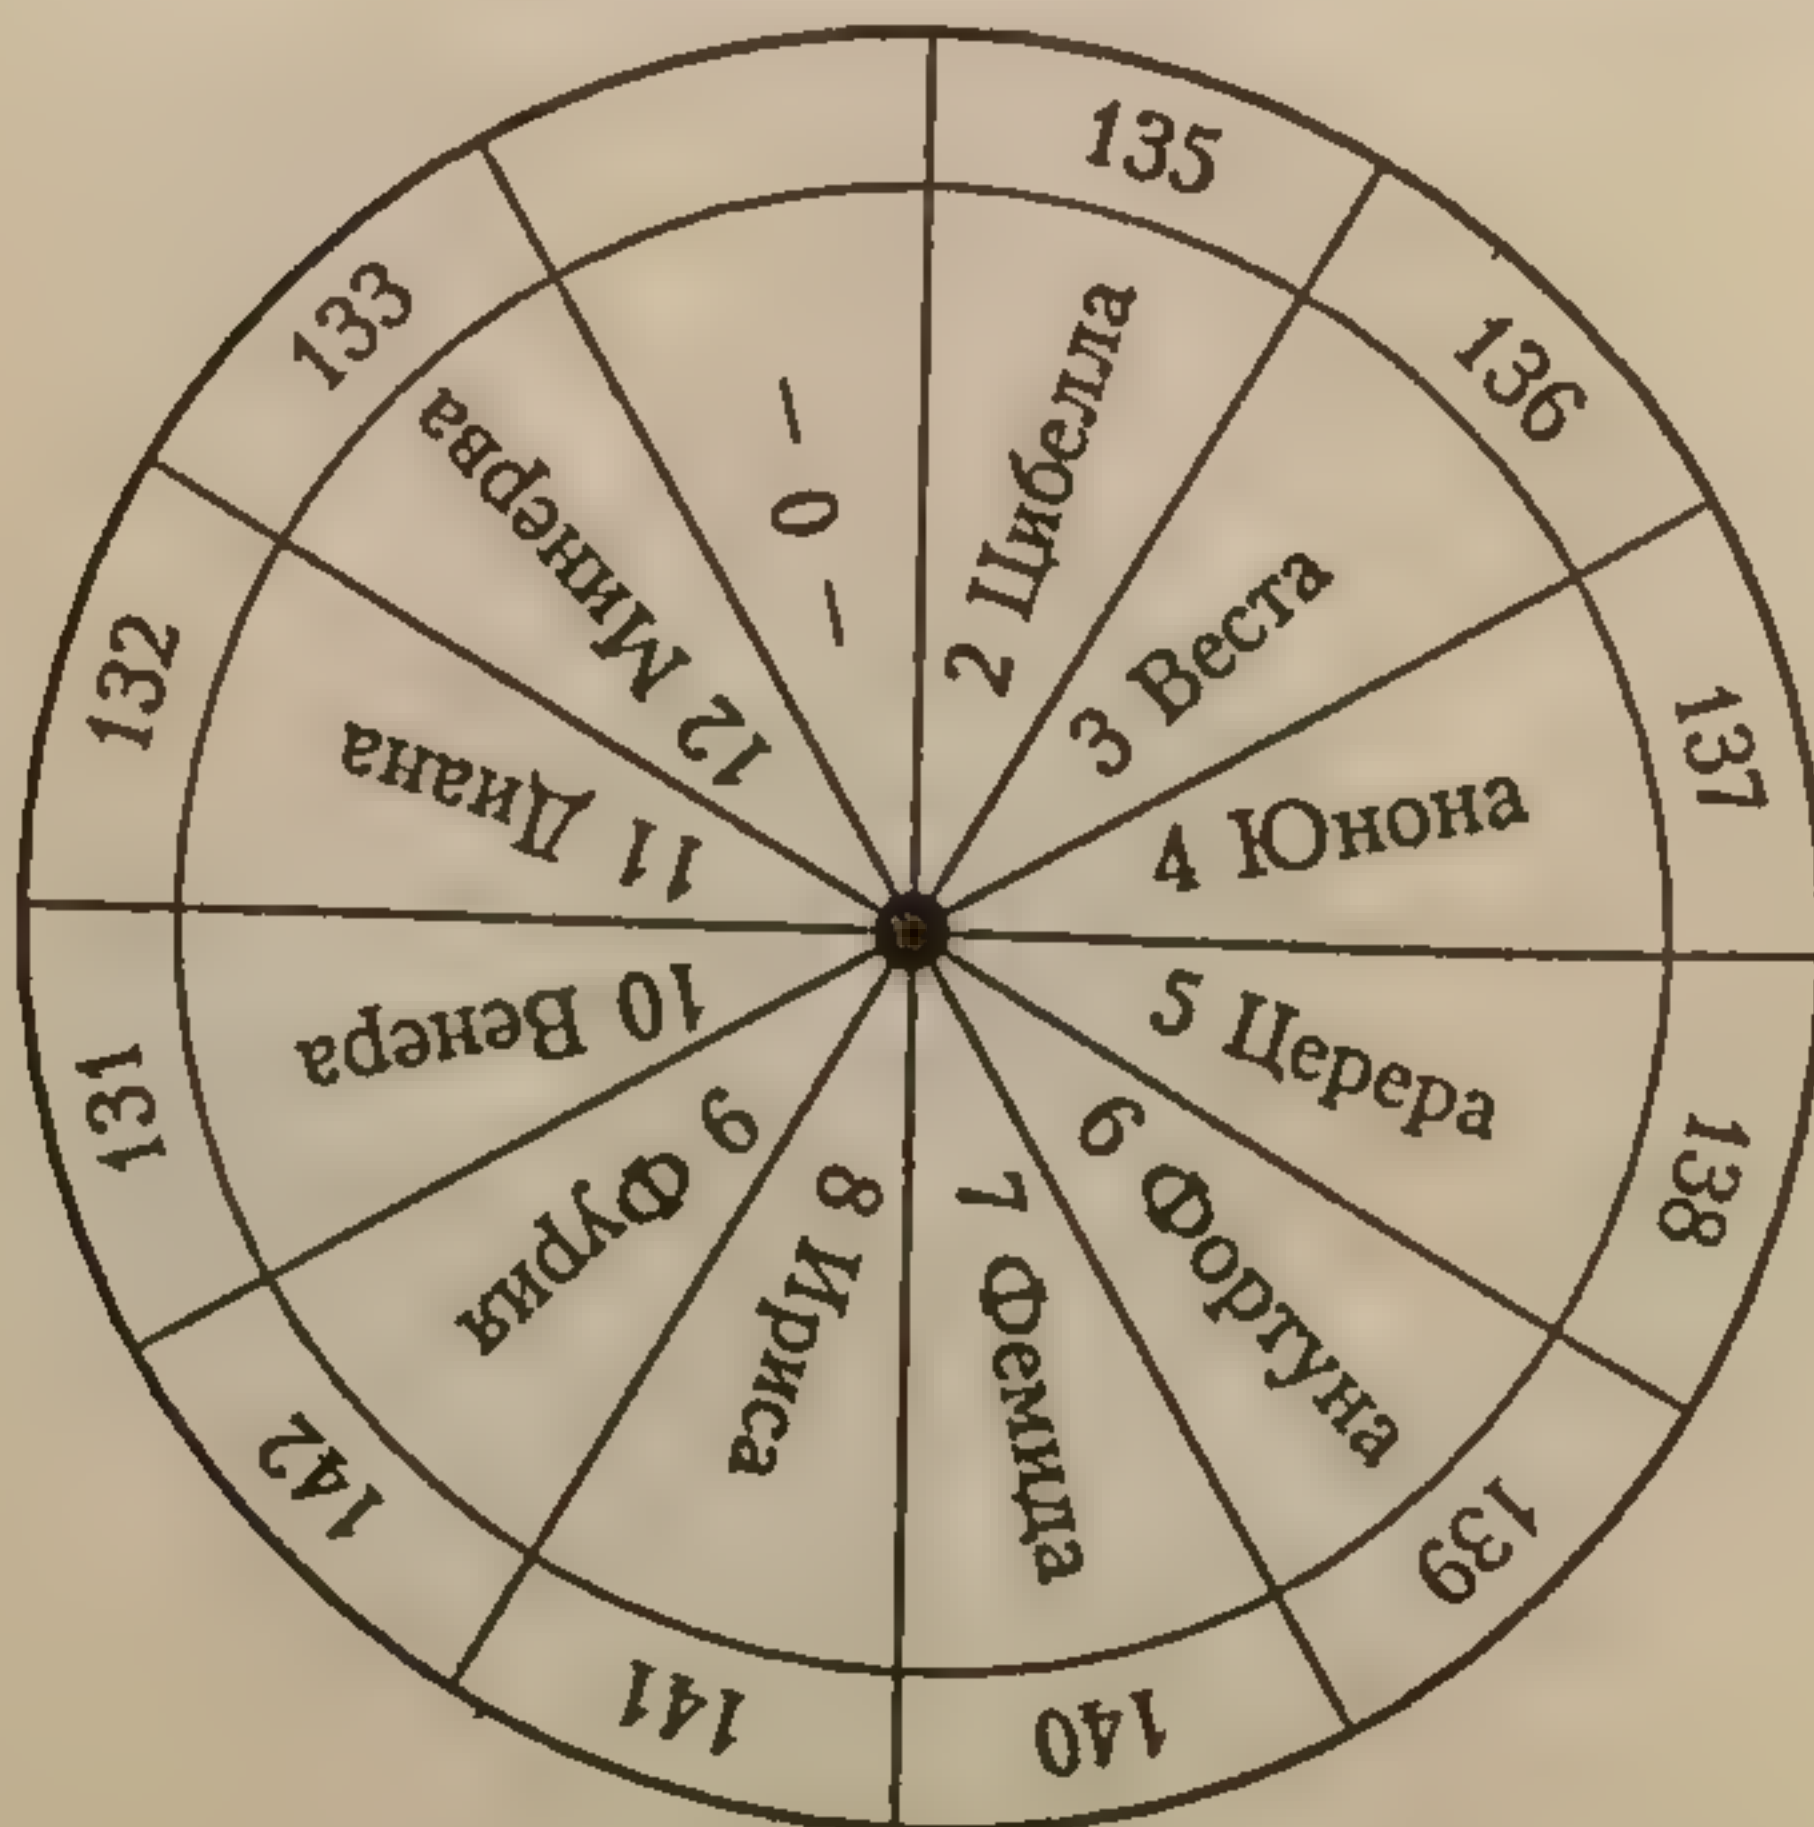 135
2 Цибелла
136
3 Веста
137
4 Юнона
138
5 Церера
139
6 Фортуна
140
7 Фемида
141
8 Ириса
142
9 Фурия
131
10 Венера
132
11 Диана
133
12 Минерва
– 0 –